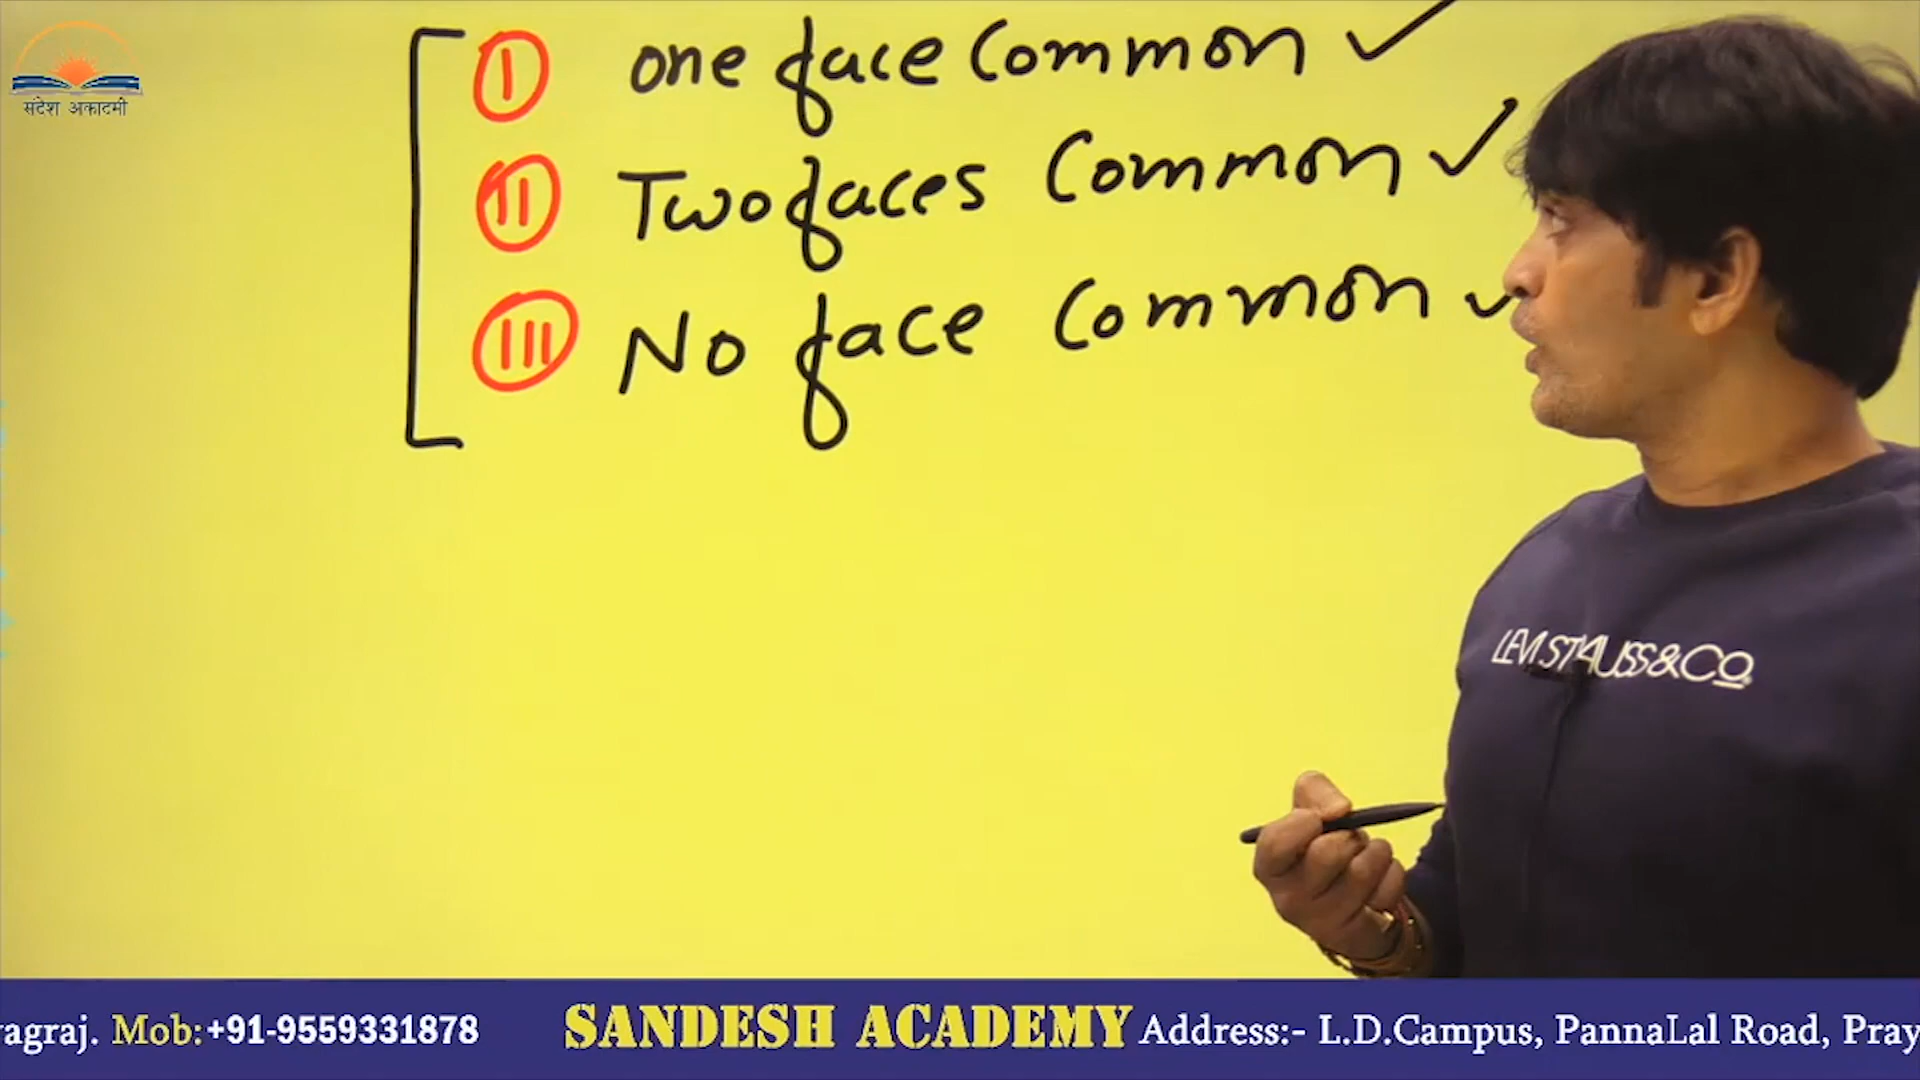 संदेश अकादमी
I one face common ✓
II Two faces common ✓
III No face common ✓
LEVI STRAUSS & CO
agraj. Mob:+91-9559331878 SANDESH ACADEMY Address:- L.D.Campus, PannaLal Road, Pray